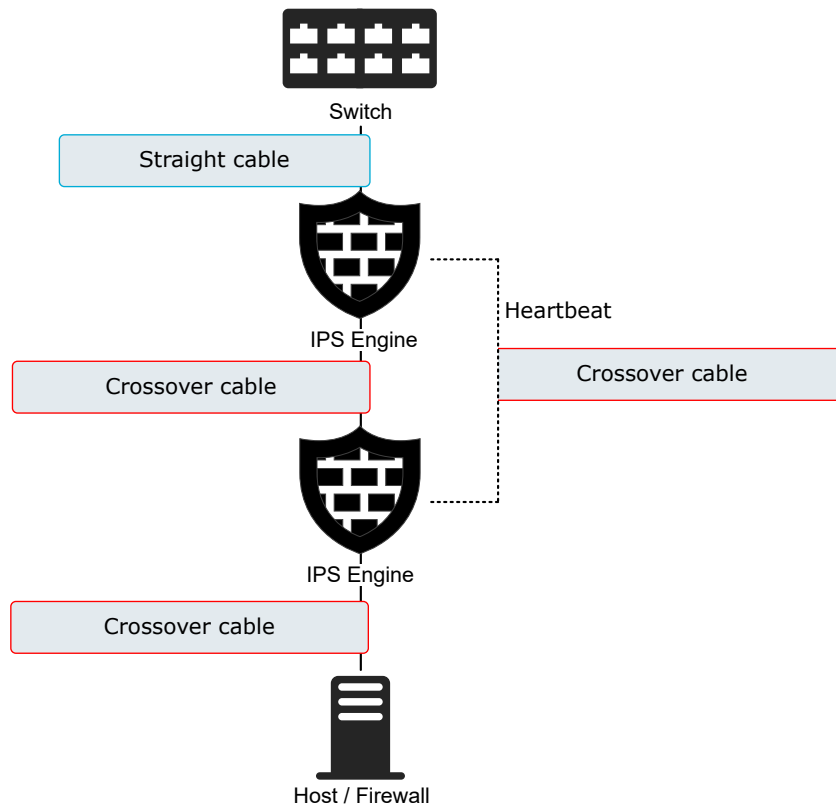 Switch
Straight cable
IPS Engine
Heartbeat
Crossover cable
Crossover cable
IPS Engine
Crossover cable
Host / Firewall